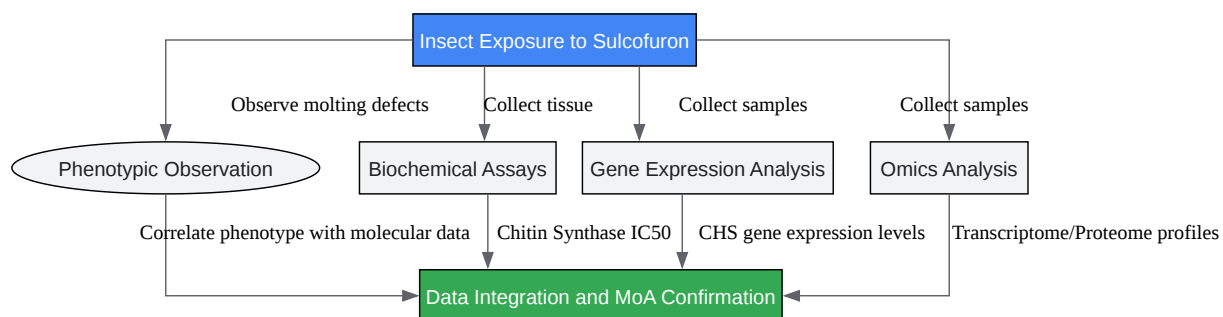 Insect Exposure to Sulcofuron
Observe molting defects
Collect tissue
Collect samples
Collect samples
Phenotypic Observation
Biochemical Assays
Gene Expression Analysis
Omics Analysis
Correlate phenotype with molecular data
Chitin Synthase IC50
CHS gene expression levels
Transcriptome/Proteome profiles
Data Integration and MoA Confirmation